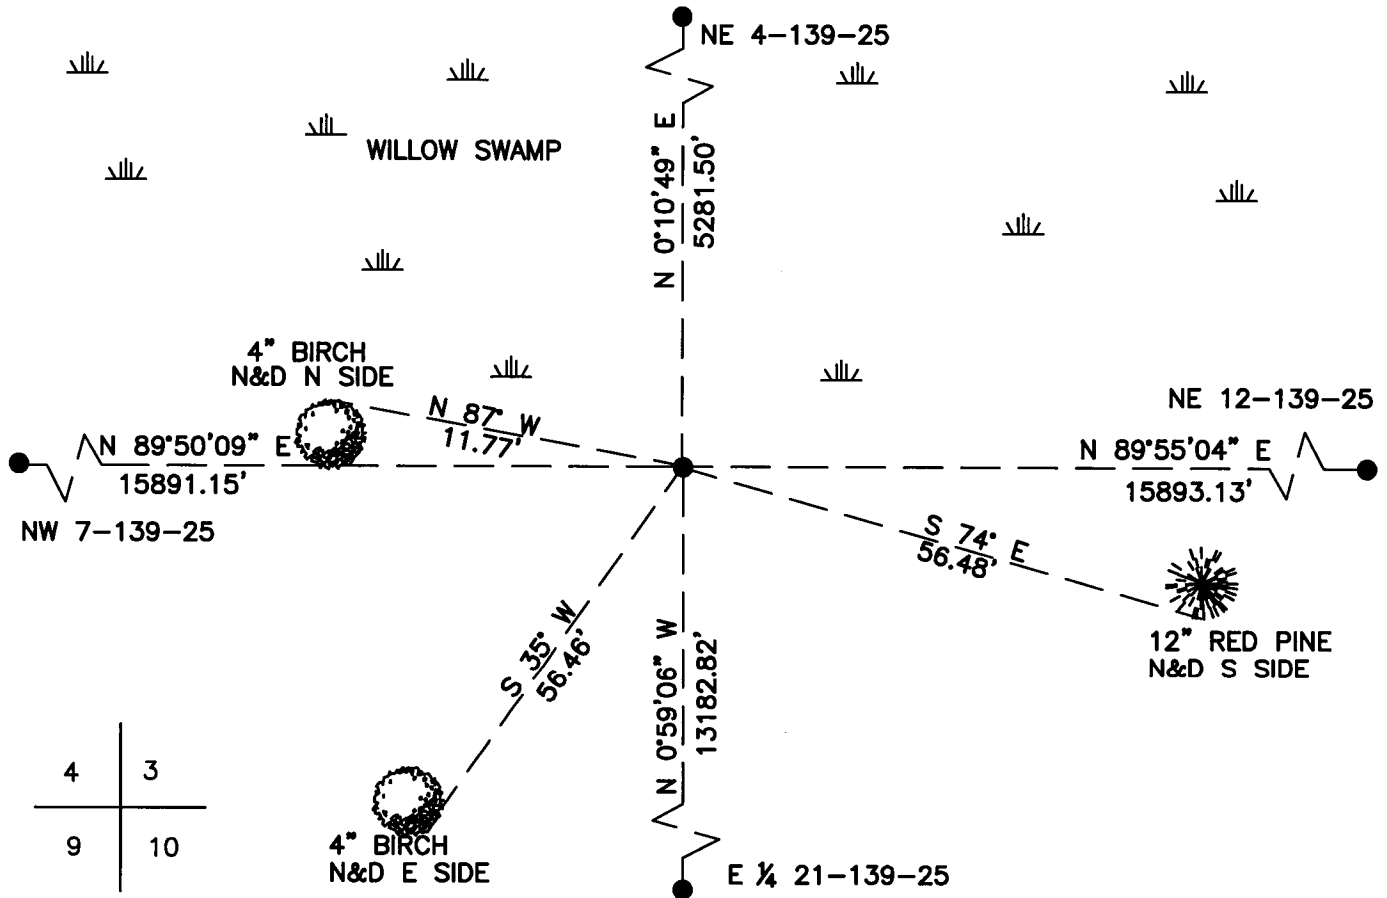 NE 4-139-25
WILLOW SWAMP
N 0°10'49" E
5281.50'
4" BIRCH
N&D N SIDE
N 87° W
11.77'
NE 12-139-25
N 89°50'09" E
15891.15'
NW 7-139-25
N 89°55'04" E
15893.13'
S 74° E
56.48'
12" RED PINE
N&D S SIDE
S 35° W
56.46'
N 0°59'06" W
13182.82'
4 3
9 10
4" BIRCH
N&D E SIDE
E ¼ 21-139-25